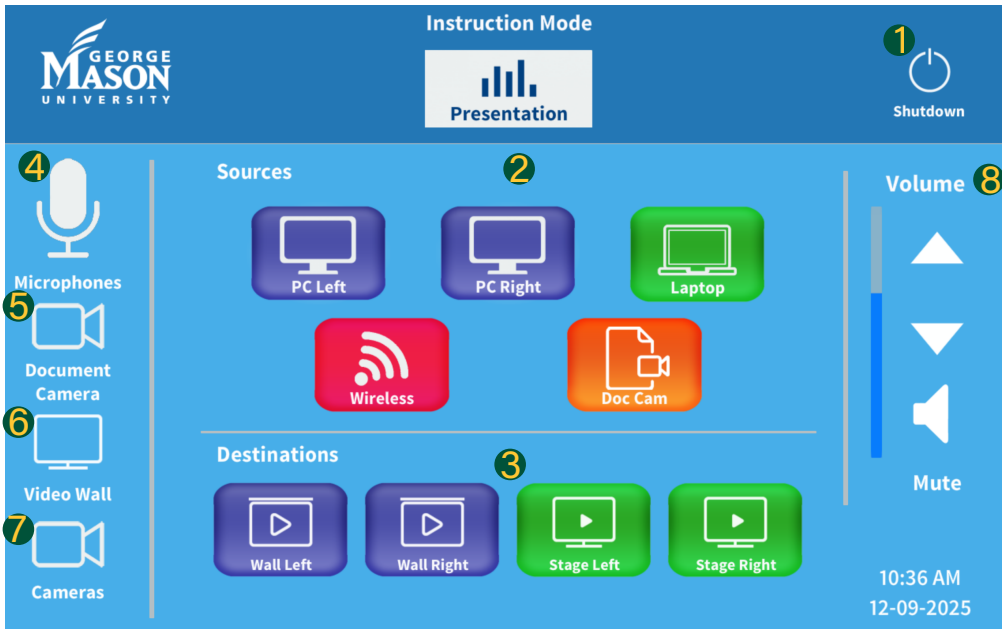 GEORGE
MASON
UNIVERSITY
Instruction Mode
Presentation
1
Shutdown
4
Microphones
5
Document
Camera
6
Video Wall
7
Cameras
Sources
2
PC Left
PC Right
Laptop
Wireless
Doc Cam
Destinations
3
Wall Left
Wall Right
Stage Left
Stage Right
Volume
8
Mute
10:36 AM
12-09-2025